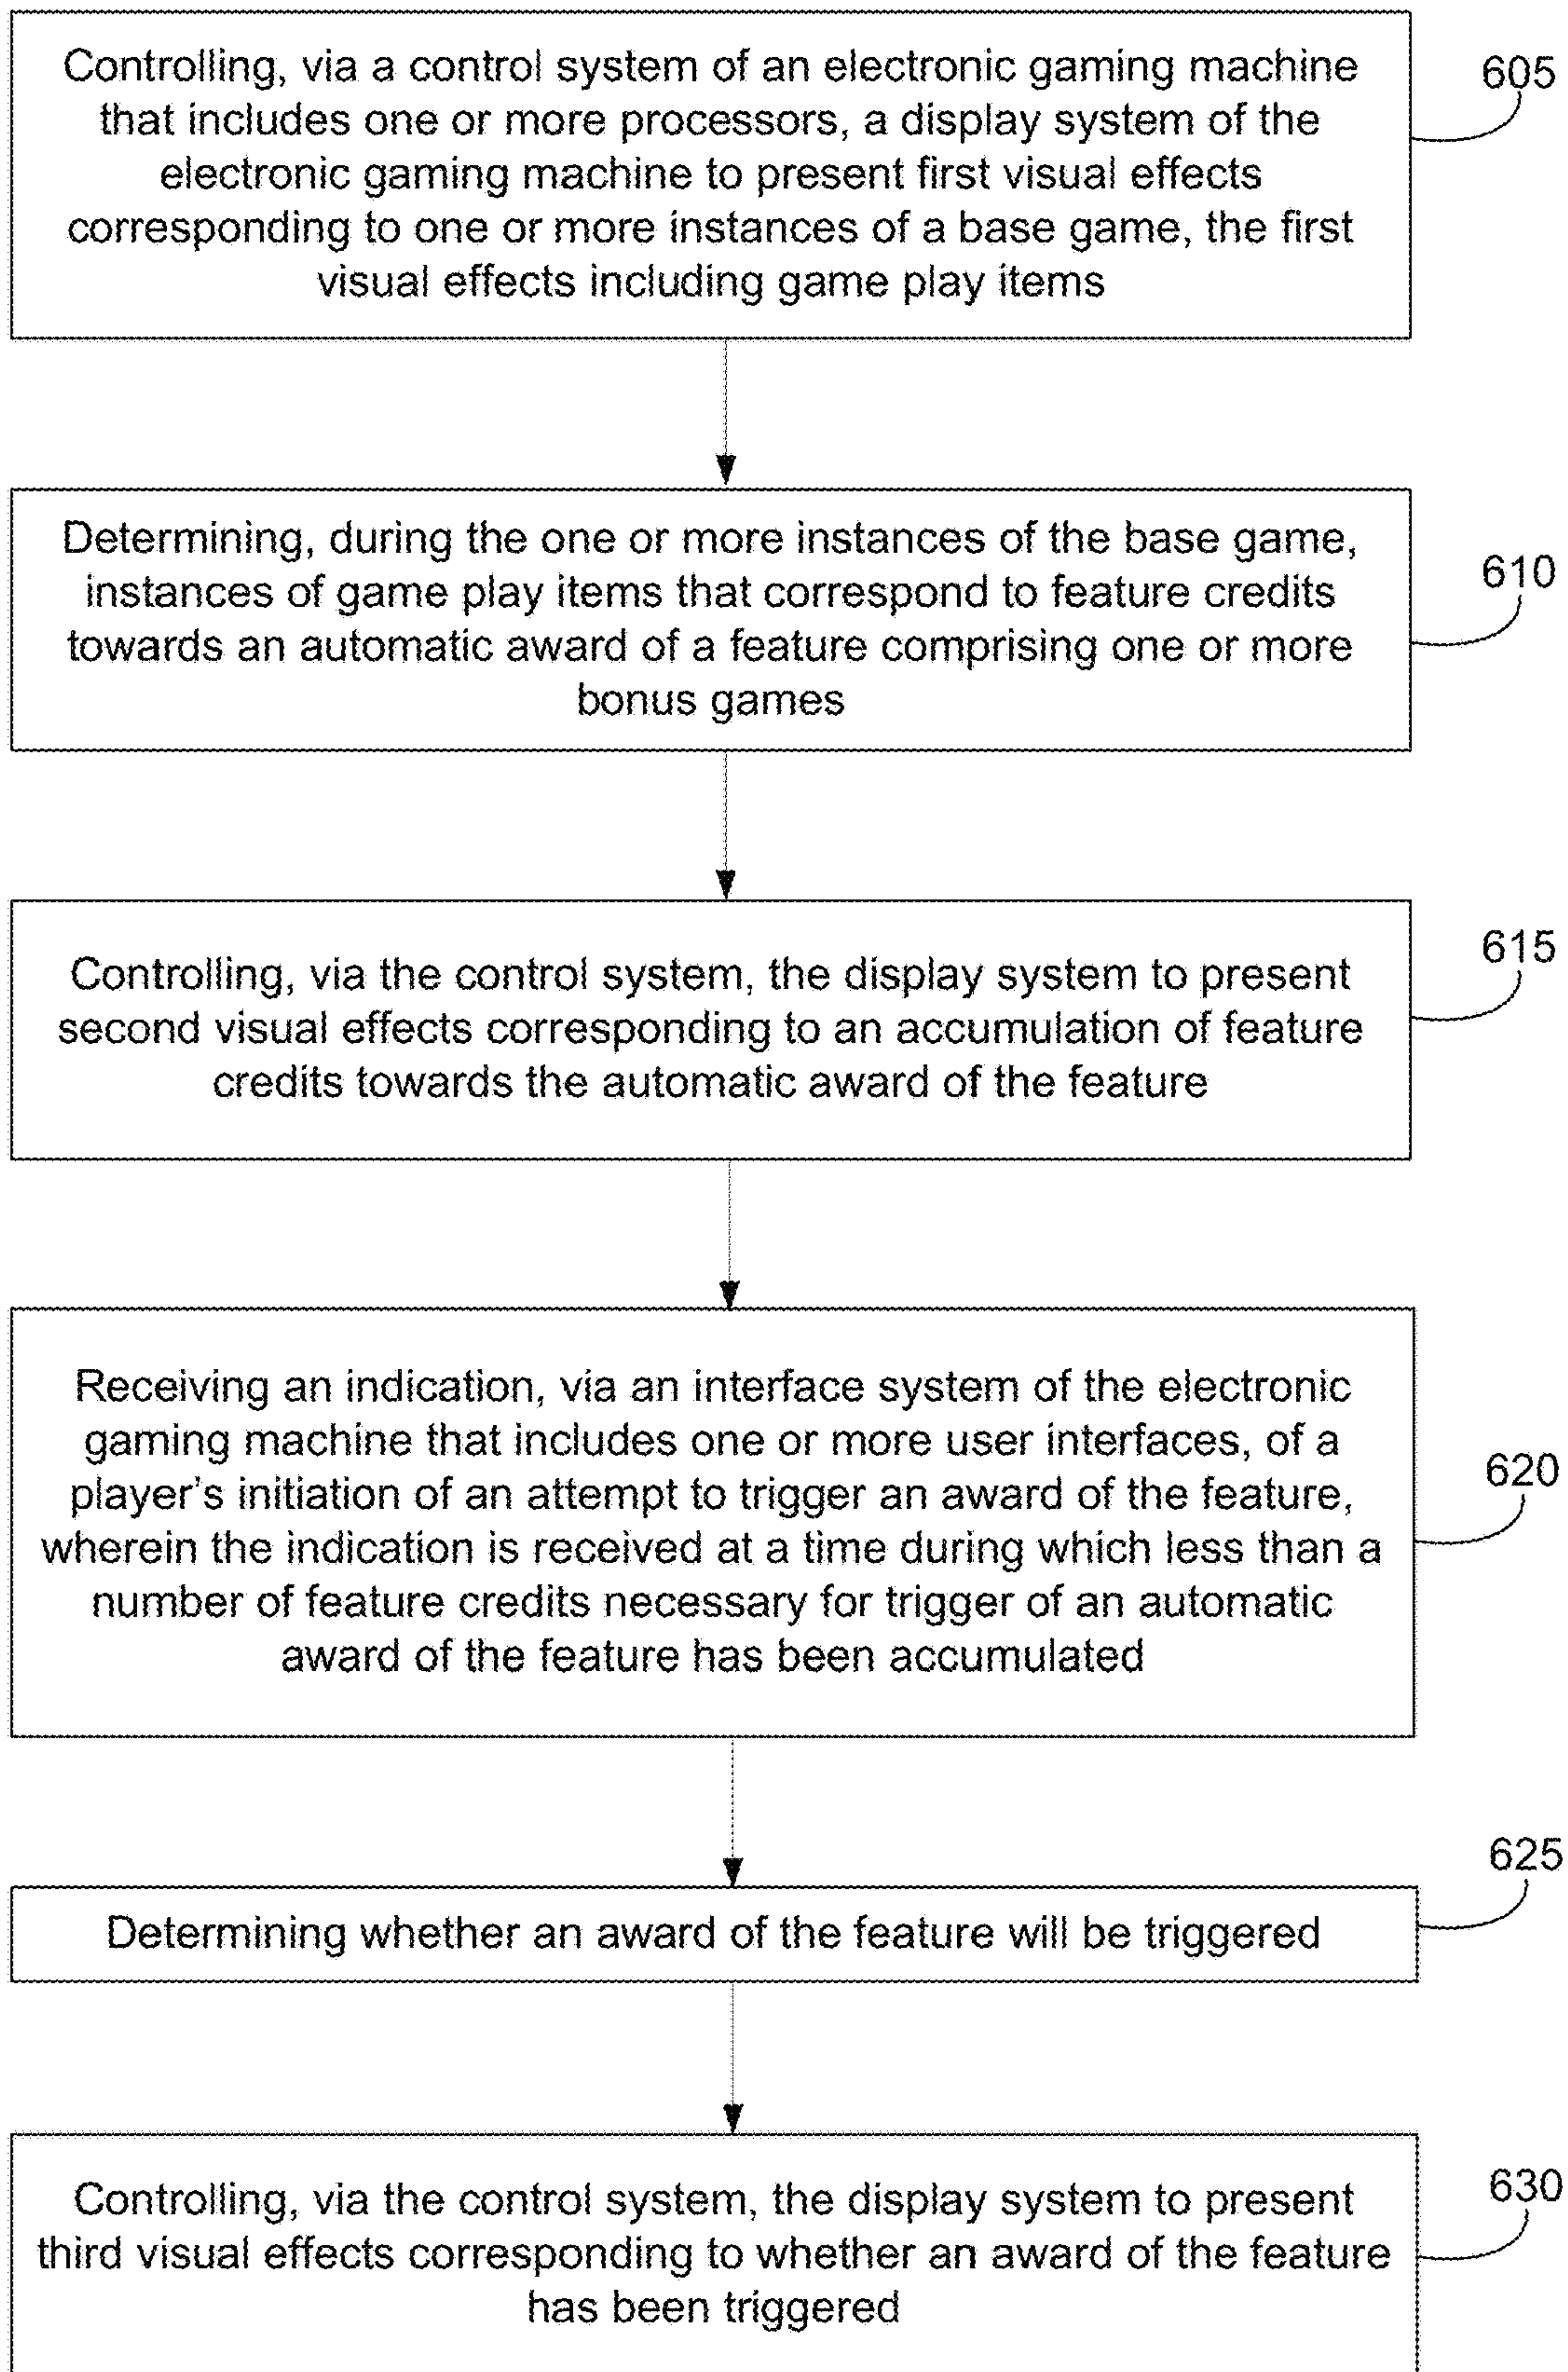 Controlling, via a control system of an electronic gaming machine
that includes one or more processors, a display system of the
electronic gaming machine to present first visual effects
corresponding to one or more instances of a base game, the first
visual effects including game play items
605
Determining, during the one or more instances of the base game,
instances of game play items that correspond to feature credits
towards an automatic award of a feature comprising one or more
bonus games
610
Controlling, via the control system, the display system to present
second visual effects corresponding to an accumulation of feature
credits towards the automatic award of the feature
615
Receiving an indication, via an interface system of the electronic
gaming machine that includes one or more user interfaces, of a
player's initiation of an attempt to trigger an award of the feature,
wherein the indication is received at a time during which less than a
number of feature credits necessary for trigger of an automatic
award of the feature has been accumulated
620
Determining whether an award of the feature will be triggered
625
Controlling, via the control system, the display system to present
third visual effects corresponding to whether an award of the feature
has been triggered
630